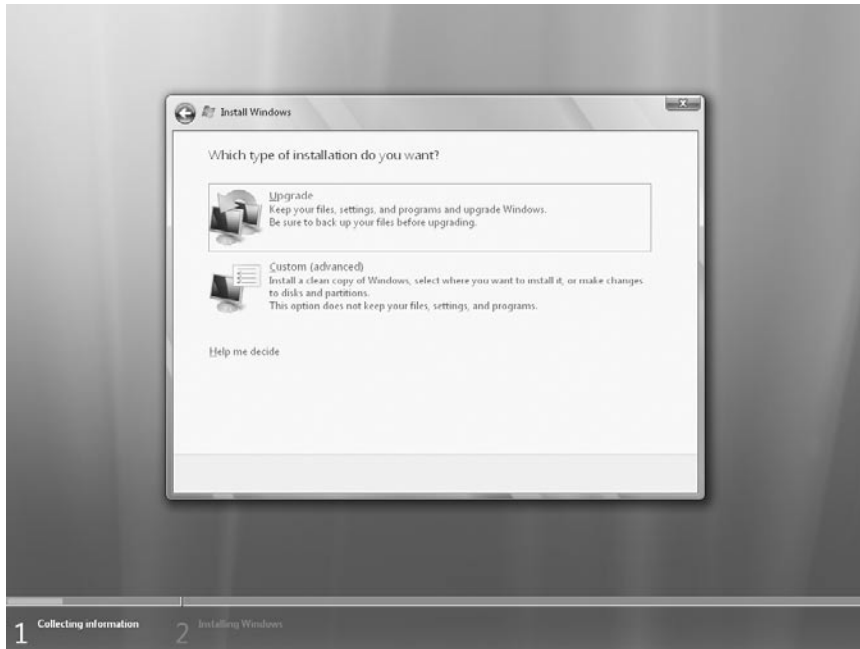 Install Windows
Which type of installation do you want?
Upgrade
Keep your files, settings, and programs and upgrade Windows.
Be sure to back up your files before upgrading.
Custom (advanced)
Install a clean copy of Windows, select where you want to install it, or make changes
to disks and partitions.
This option does not keep your files, settings, and programs.
Help me decide
1 Collecting information
2 Installing Windows